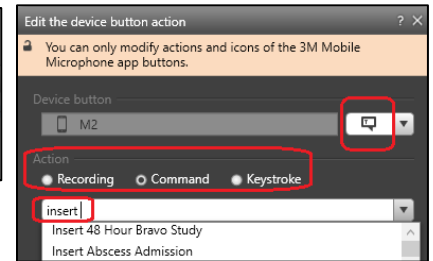 Edit the device button action ? ×
You can only modify actions and icons of the 3M Mobile
Microphone app buttons.
Device button
M2
Action
Recording Command Keystroke
insert
Insert 48 Hour Bravo Study
Insert Abscess Admission